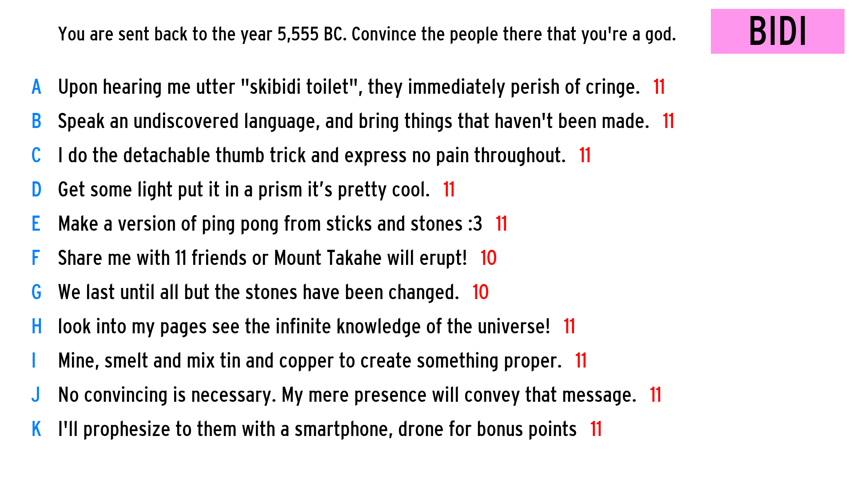 You are sent back to the year 5,555 BC. Convince the people there that you're a god.
BIDI
A Upon hearing me utter "skibidi toilet", they immediately perish of cringe. 11
B Speak an undiscovered language, and bring things that haven't been made. 11
C I do the detachable thumb trick and express no pain throughout. 11
D Get some light put it in a prism it’s pretty cool. 11
E Make a version of ping pong from sticks and stones :3 11
F Share me with 11 friends or Mount Takahe will erupt! 10
G We last until all but the stones have been changed. 10
H look into my pages see the infinite knowledge of the universe! 11
I Mine, smelt and mix tin and copper to create something proper. 11
J No convincing is necessary. My mere presence will convey that message. 11
K I'll prophesize to them with a smartphone, drone for bonus points 11